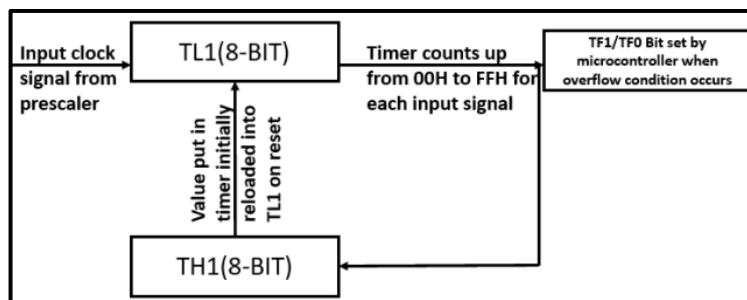 Input clock
signal from
prescaler
TL1(8-BIT)
Timer counts up
from 00H to FFH for
each input signal
TF1/TF0 Bit set by
microcontroller when
overflow condition occurs
Value put in
timer initially
reloaded into
TL1 on reset
TH1(8-BIT)